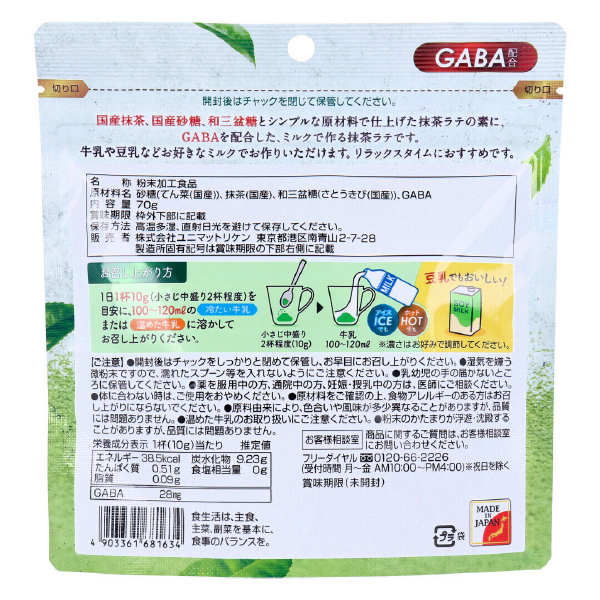 GABA配合
切り口
切り口
開封後はチャックを閉じて保管してください。
国産抹茶、国産砂糖、和三盆糖とシンプルな原材料で仕上げた抹茶ラテの素に、
GABAを配合した、ミルクで作る抹茶ラテです。
牛乳や豆乳などお好きなミルクでお作りいただけます。リラックスタイムにおすすめです。
名称 粉末加工食品
原材料名 砂糖(てん菜(国産))、抹茶(国産)、和三盆糖(さとうきび(国産))、GABA
内容量 70g
賞味期限 枠外下部に記載
保存方法 高温多湿、直射日光を避けて保存してください。
販売者 株式会社ユニマットリケン 東京都港区南青山2-7-28
製造所固有記号は賞味期限の下部右側に記載
お召し上がり方
1日1杯10g(小さじ中盛り2杯程度)を
目安に、100~120mlの 冷たい牛乳
または 温めた牛乳 に溶かして
お召し上がりください。
小さじ中盛り
2杯程度(10g)
MILK
牛乳
100~120ml
アイス ICE でも
ホット HOT でも
豆乳でもおいしい!
SOY MILK
※濃さはお好みで調節してください。
【ご注意】●開封後はチャックをしっかりと閉めて保管し、お早目にお召し上がりください。●湿気を嫌う
微粉末ですので、濡れたスプーン等を入れないようにご注意ください。●乳幼児の手の届かないところ
に保管してください。●薬を服用中の方、通院中の方、妊娠・授乳中の方は、医師にご相談ください。
●体に合わない時は、ご使用をおやめください。●原材料をご確認の上、食物アレルギーのある方はお召
し上がりにならないでください。●原料由来により、色合いや風味が多少異なることがありますが、品質
には問題ありません。●温めた牛乳のお取り扱いにご注意ください。●粉末のかたまりが浮遊・沈殿する
ことがありますが、品質には問題ありません。
栄養成分表示 1杯(10g)当たり 推定値
エネルギー 38.5kcal 炭水化物 9.23g
たんぱく質 0.51g 食塩相当量 0g
脂質 0.09g
GABA 28mg
お客様相談室 商品に関するご質問は、お客様相談室
にお問い合わせください。
フリーダイヤル 0120-66-2226
(受付時間 月~金 AM10:00~PM4:00)※祝日を除く
賞味期限(未開封)
4 903361 681634
食生活は、主食、
主菜、副菜を基本に、
食事のバランスを。
プラ
袋
MADE IN JAPAN